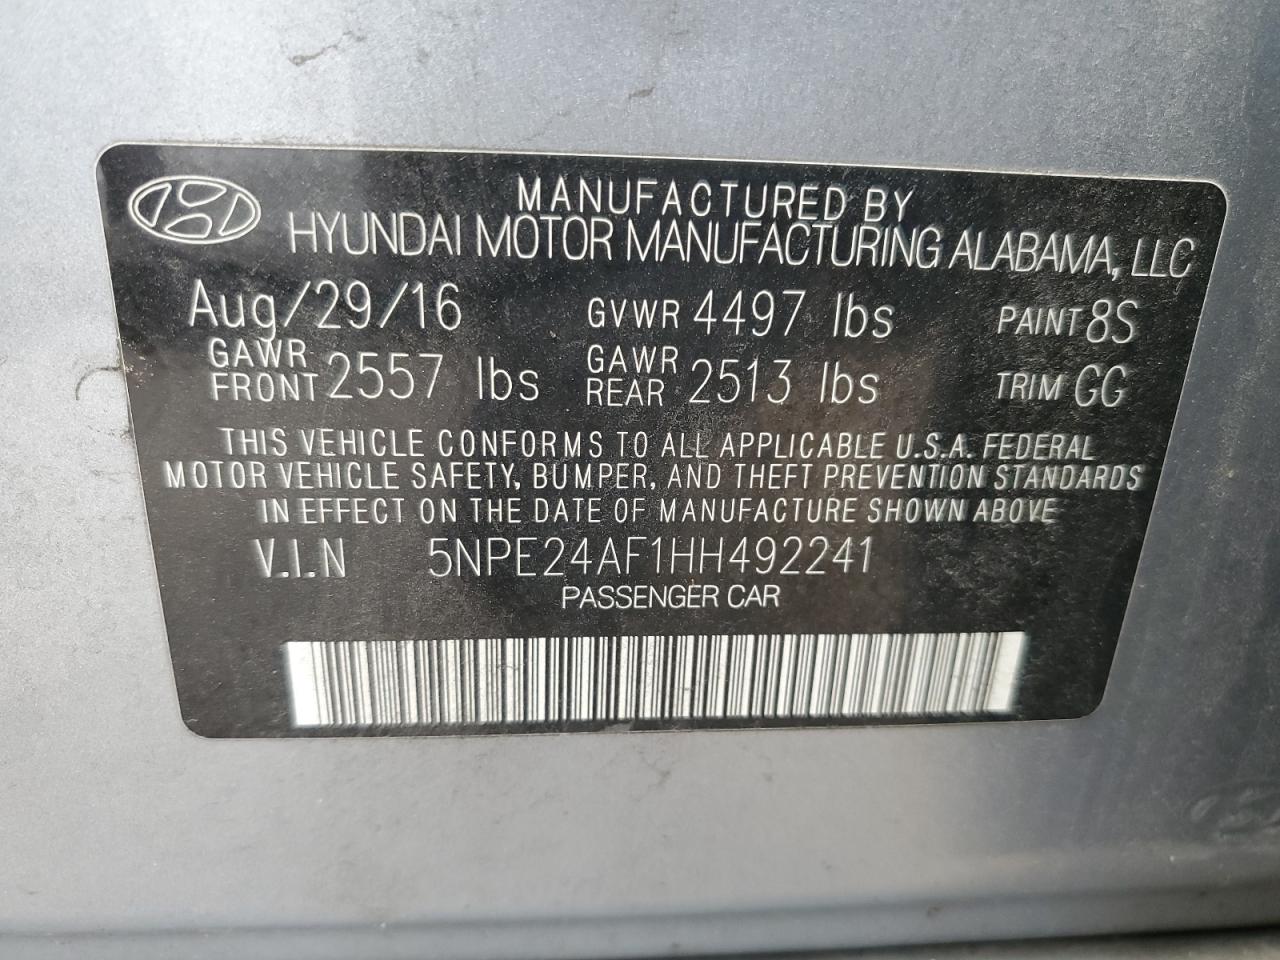 MANUFACTURED BY
HYUNDAI MOTOR MANUFACTURING ALABAMA, LLC
Aug/29/16 GVWR 4497 lbs PAINT 8S
GAWR FRONT 2557 lbs GAWR REAR 2513 lbs TRIM GG
THIS VEHICLE CONFORMS TO ALL APPLICABLE U.S.A. FEDERAL
MOTOR VEHICLE SAFETY, BUMPER, AND THEFT PREVENTION STANDARDS
IN EFFECT ON THE DATE OF MANUFACTURE SHOWN ABOVE
V.I.N 5NPE24AF1HH492241
PASSENGER CAR